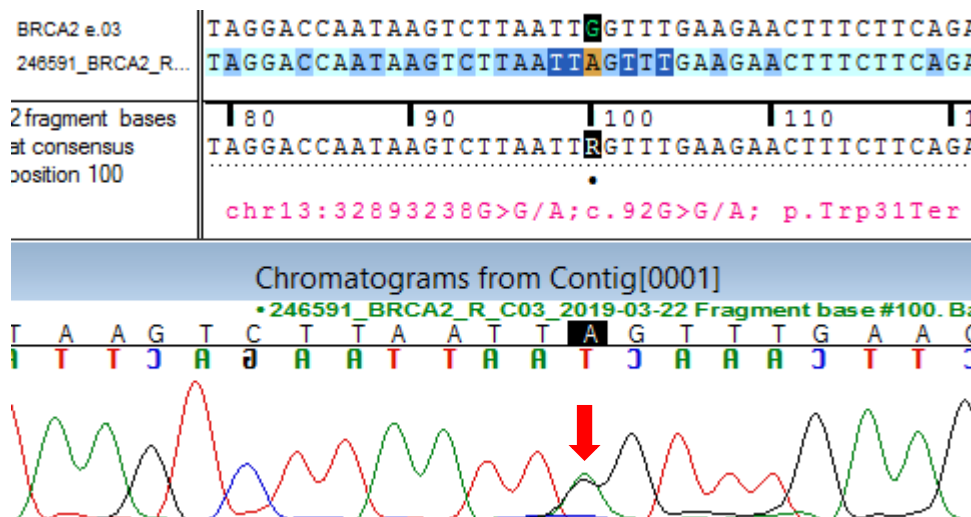 BRCA2 e.03 TAGGACCAATAAGTCTTAATTGGTTTGAAGAACTTTCTTCAGA
246591_BRCA2_R... TAGGACCAATAAGTCTTAATTAGTTTGAAGAACTTTCTTCAGA
2 fragment bases 80 90 100 110
at consensus TAGGACCAATAAGTCTTAATTRGTTTGAAGAACTTTCTTCAGA
position 100
chr13:32893238G>G/A;c.92G>G/A; p.Trp31Ter
Chromatograms from Contig[0001]
•246591_BRCA2_R_C03_2019-03-22 Fragment base #100. Ba
T A A G T C T T A A T T A G T T T G A A G
A T T C A G A A T T A A T C A A A C T T C